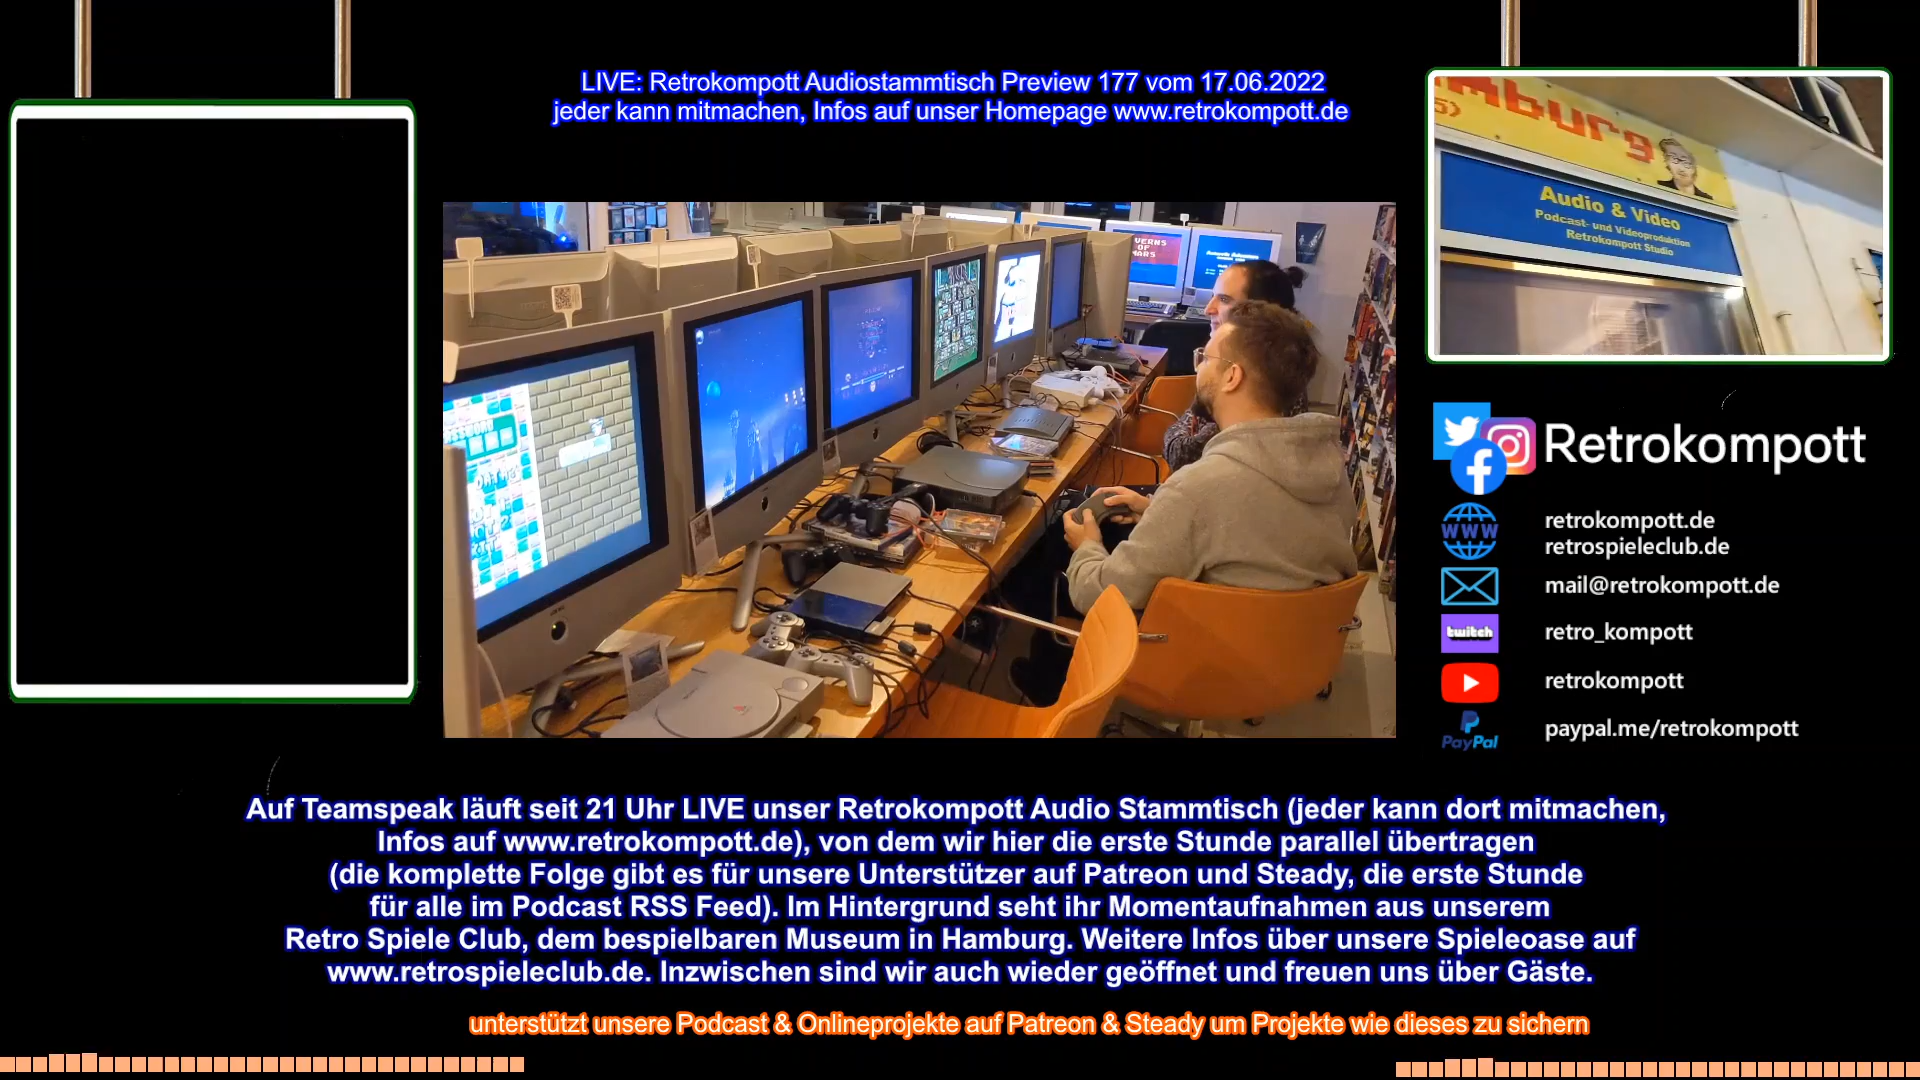 LIVE: Retrokompott Audiostammtisch Preview 177 vom 17.06.2022
jeder kann mitmachen, Infos auf unser Homepage www.retrokompott.de
mburg
5)
Audio & Video
Podcast- und Videoproduktion
Retrokompott Studio
VERNS
OF
MARS
Retrokompott
www
retrokompott.de
retrospieleclub.de
mail@retrokompott.de
twitch
retro_kompott
retrokompott
PayPal
paypal.me/retrokompott
Auf Teamspeak läuft seit 21 Uhr LIVE unser Retrokompott Audio Stammtisch (jeder kann dort mitmachen,
Infos auf www.retrokompott.de), von dem wir hier die erste Stunde parallel übertragen
(die komplette Folge gibt es für unsere Unterstützer auf Patreon und Steady, die erste Stunde
für alle im Podcast RSS Feed). Im Hintergrund seht ihr Momentaufnahmen aus unserem
Retro Spiele Club, dem bespielbaren Museum in Hamburg. Weitere Infos über unsere Spieleoase auf
www.retrospieleclub.de. Inzwischen sind wir auch wieder geöffnet und freuen uns über Gäste.
unterstützt unsere Podcast & Onlineprojekte auf Patreon & Steady um Projekte wie dieses zu sichern